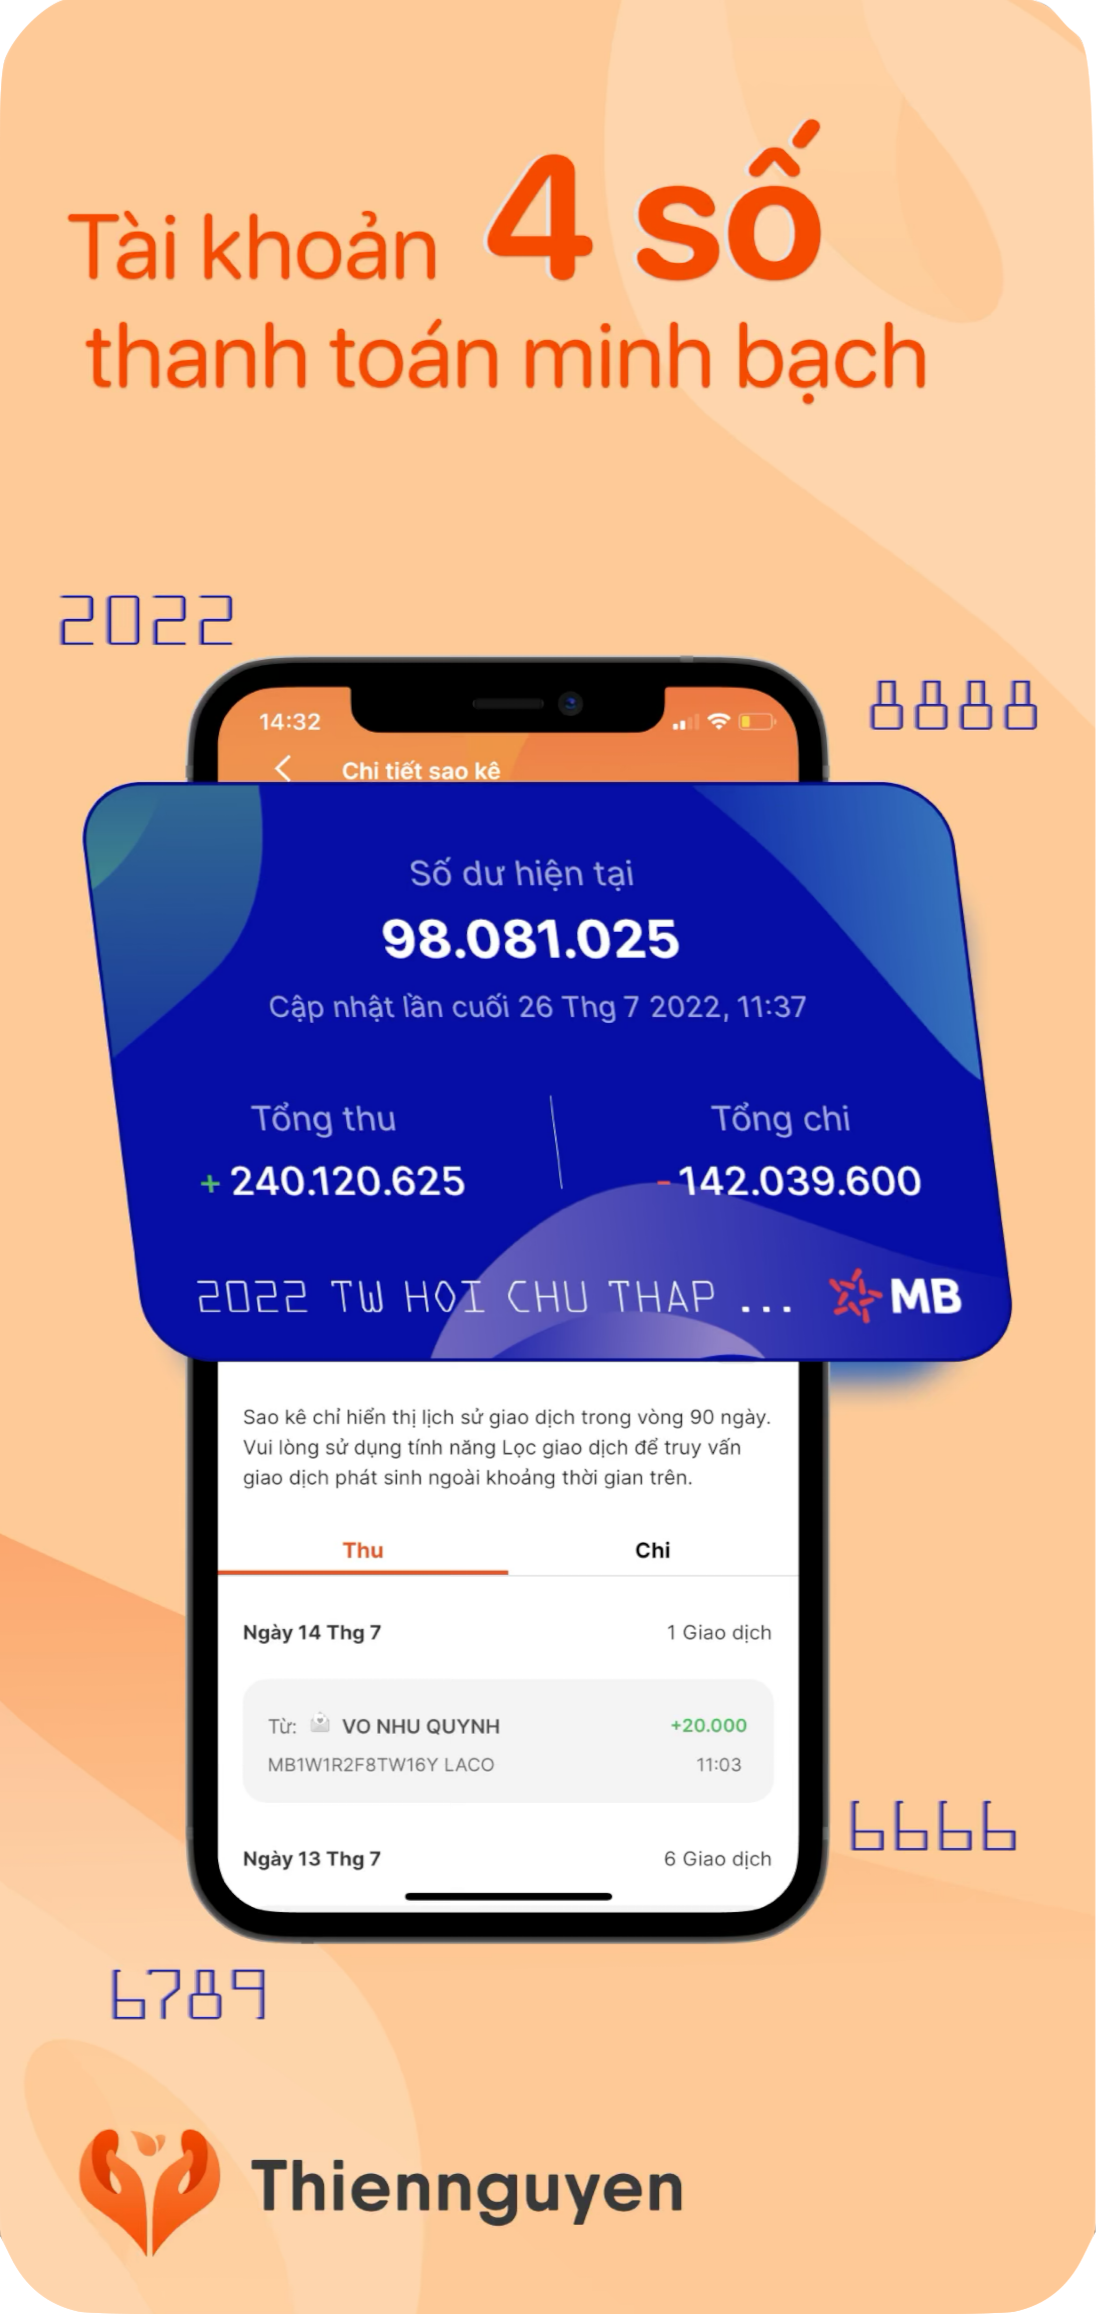 Tài khoản 4 số
thanh toán minh bạch
2022
8888
14:32
Chi tiết sao kê
Số dư hiện tại
98.081.025
Cập nhật lần cuối 26 Thg 7 2022, 11:37
Tổng thu
Tổng chi
+ 240.120.625
- 142.039.600
2022 TW HOI CHU THAP ...
MB
Sao kê chỉ hiển thị lịch sử giao dịch trong vòng 90 ngày.
Vui lòng sử dụng tính năng Lọc giao dịch để truy vấn
giao dịch phát sinh ngoài khoảng thời gian trên.
Thu
Chi
Ngày 14 Thg 7
1 Giao dịch
Từ: VO NHU QUYNH
+20.000
MB1W1R2F8TW16Y LACO
11:03
6666
Ngày 13 Thg 7
6 Giao dịch
6789
Thiennguyen